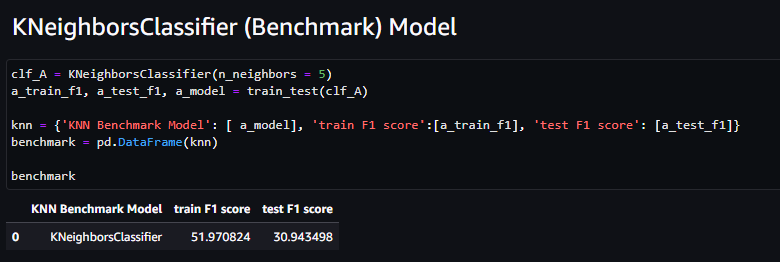 KNeighborsClassifier (Benchmark) Model
clf_A = KNeighborsClassifier(n_neighbors = 5)
a_train_f1, a_test_f1, a_model = train_test(clf_A)
knn = {'KNN Benchmark Model': [ a_model], 'train F1 score':[a_train_f1], 'test F1 score': [a_test_f1]}
benchmark = pd.DataFrame(knn)
benchmark
KNN Benchmark Model train F1 score test F1 score
0 KNeighborsClassifier 51.970824 30.943498